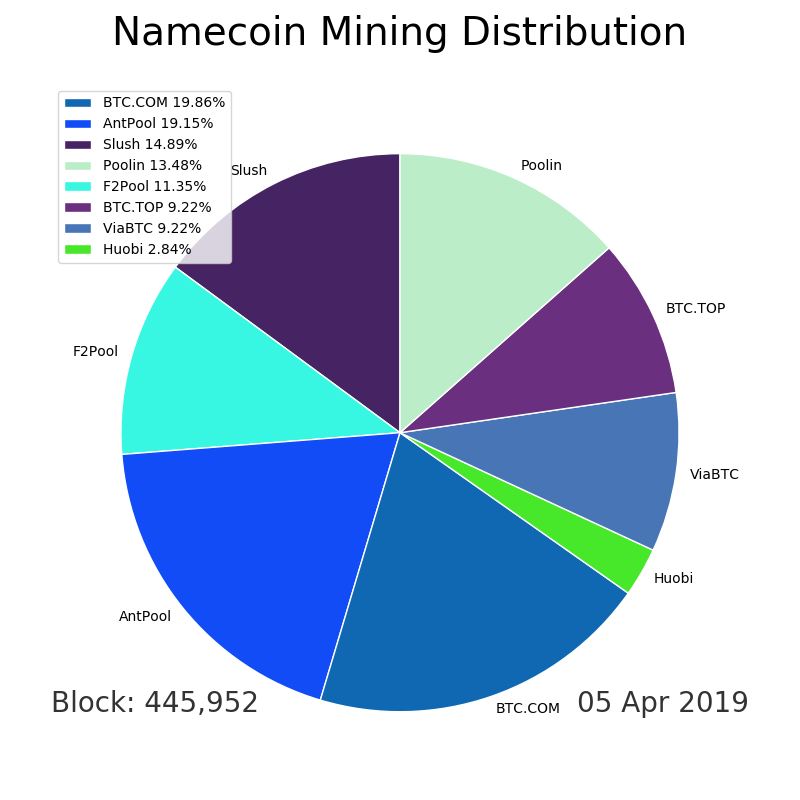 Namecoin Mining Distribution
BTC.COM 19.86%
AntPool 19.15%
Slush 14.89%
Poolin 13.48%
F2Pool 11.35%
BTC.TOP 9.22%
ViaBTC 9.22%
Huobi 2.84%
Slush
Poolin
BTC.TOP
F2Pool
ViaBTC
Huobi
AntPool
BTC.COM
Block: 445,952
05 Apr 2019